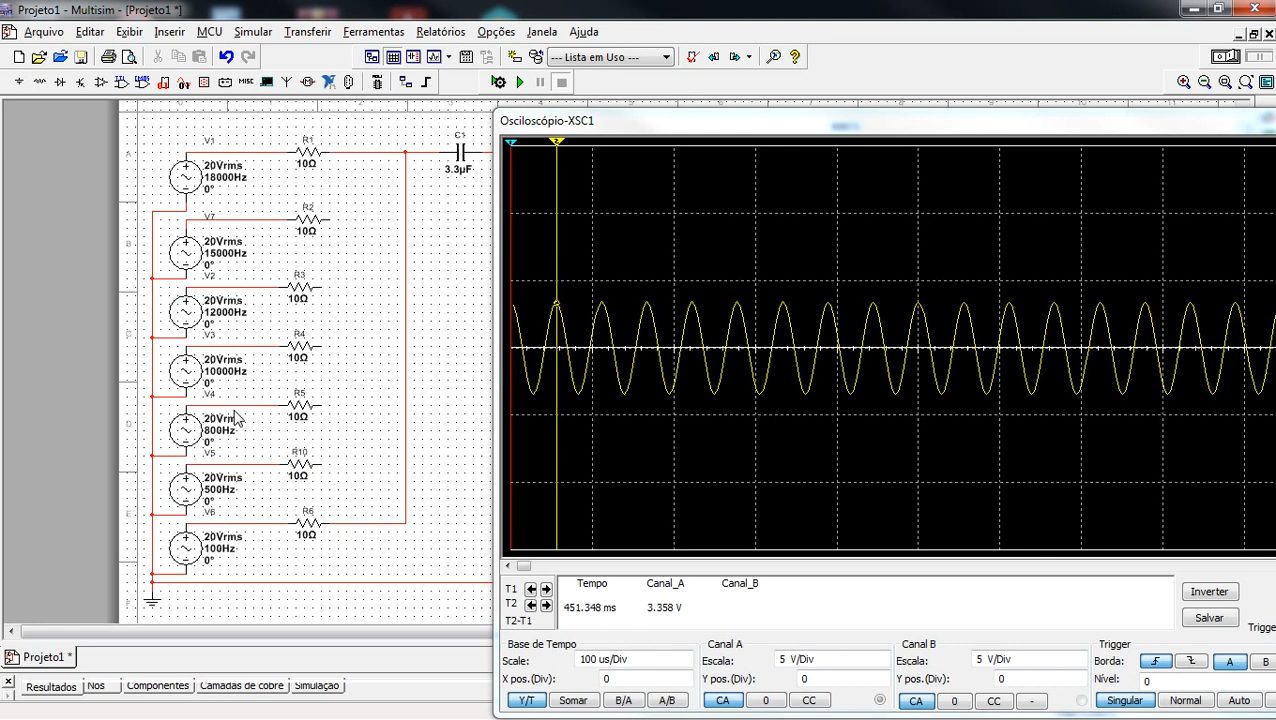 Projeto1 - Multisim - [Projeto1 *]
Arquivo Editar Exibir Inserir MCU Simular Transferir Ferramentas Relatórios Opções Janela Ajuda
--- Lista em Uso ---
MISC
V1
20Vrms
18000Hz
0°
R1
10Ω
C1
3.3µF
V7
20Vrms
15000Hz
0°
R2
10Ω
V2
20Vrms
12000Hz
0°
R3
10Ω
V3
20Vrms
10000Hz
0°
R4
10Ω
V4
20Vrms
800Hz
0°
R5
10Ω
V5
20Vrms
500Hz
0°
R10
10Ω
V6
20Vrms
100Hz
0°
R6
10Ω
Projeto1 *
Resultados Nós Componentes Camadas de cobre Simulação
Osciloscópio-XSC1
T1
T2
T2-T1
Tempo Canal_A Canal_B
451.348 ms 3.358 V
Inverter
Salvar
Trigge
Base de Tempo
Scale: 100 us/Div
X pos.(Div): 0
Y/T Somar B/A A/B
Canal A
Escala: 5 V/Div
Y pos.(Div): 0
CA 0 CC
Canal B
Escala: 5 V/Div
Y pos.(Div): 0
CA 0 CC -
Trigger
Borda: A B
Nível: 0
Singular Normal Auto